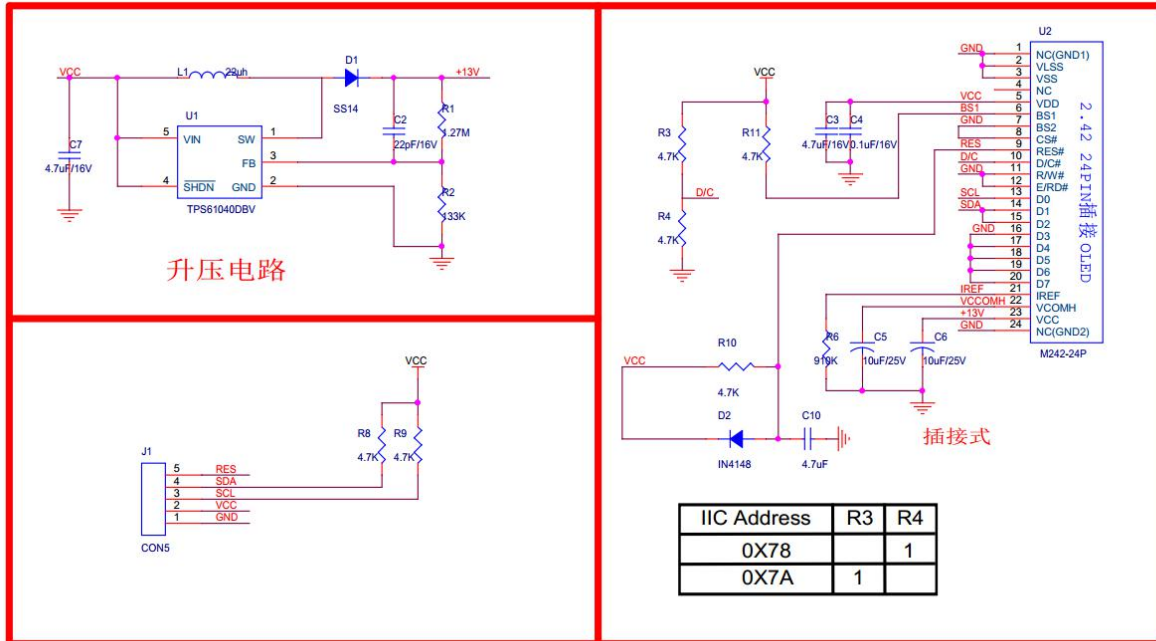 VCC
L1
22uh
D1
SS14
+13V
U1
5
VIN
SW
1
FB
3
4
SHDN
GND
2
TPS61040DBV
C7
4.7uF/16V
C2
22pF/16V
R1
1.27M
R2
133K
升压电路
VCC
R8
4.7K
R9
4.7K
J1
5
RES
4
SDA
3
SCL
2
VCC
1
GND
CON5
VCC
R3
4.7K
R11
4.7K
D/C
R4
4.7K
C3
4.7uF/16V
C4
0.1uF/16V
U2
GND
1
NC(GND1)
2
VLSS
3
VSS
4
NC
VCC
5
VDD
BS1
6
BS1
GND
7
BS2
8
CS#
RES
9
RES#
D/C
10
D/C#
GND
11
R/W#
12
E/RD#
SCL
13
D0
SDA
14
D1
15
D2
GND
16
D3
17
D4
18
D5
19
D6
20
D7
IREF
21
IREF
VCCOMH
22
VCOMH
+13V
23
VCC
GND
24
NC(GND2)
2.42 24PIN插接OLED
M242-24P
R6
910K
C5
10uF/25V
C6
10uF/25V
VCC
R10
4.7K
D2
IN4148
C10
4.7uF
插接式
IIC Address R3 R4
0X78 1
0X7A 1